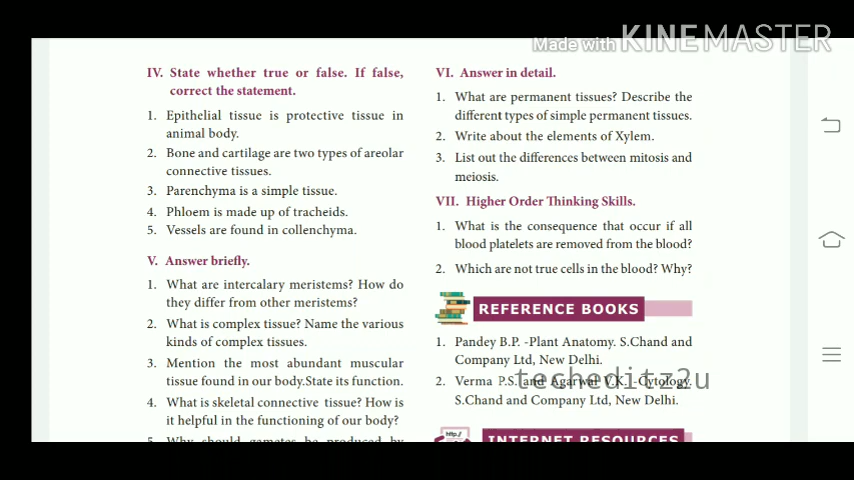 Made with KINEMASTER
IV. State whether true or false. If false,
correct the statement.
1. Epithelial tissue is protective tissue in
animal body.
2. Bone and cartilage are two types of areolar
connective tissues.
3. Parenchyma is a simple tissue.
4. Phloem is made up of tracheids.
5. Vessels are found in collenchyma.
V. Answer briefly.
1. What are intercalary meristems? How do
they differ from other meristems?
2. What is complex tissue? Name the various
kinds of complex tissues.
3. Mention the most abundant muscular
tissue found in our body.State its function.
4. What is skeletal connective tissue? How is
it helpful in the functioning of our body?
5. Why should gametes be produced by
VI. Answer in detail.
1. What are permanent tissues? Describe the
different types of simple permanent tissues.
2. Write about the elements of Xylem.
3. List out the differences between mitosis and
meiosis.
VII. Higher Order Thinking Skills.
1. What is the consequence that occur if all
blood platelets are removed from the blood?
2. Which are not true cells in the blood? Why?
REFERENCE BOOKS
1. Pandey B.P. -Plant Anatomy. S.Chand and
Company Ltd, New Delhi.
2. Verma P.S. and Agarwal V.K. -Cytology.
S.Chand and Company Ltd, New Delhi.
techeditz2u
http://
INTERNET RESOURCES